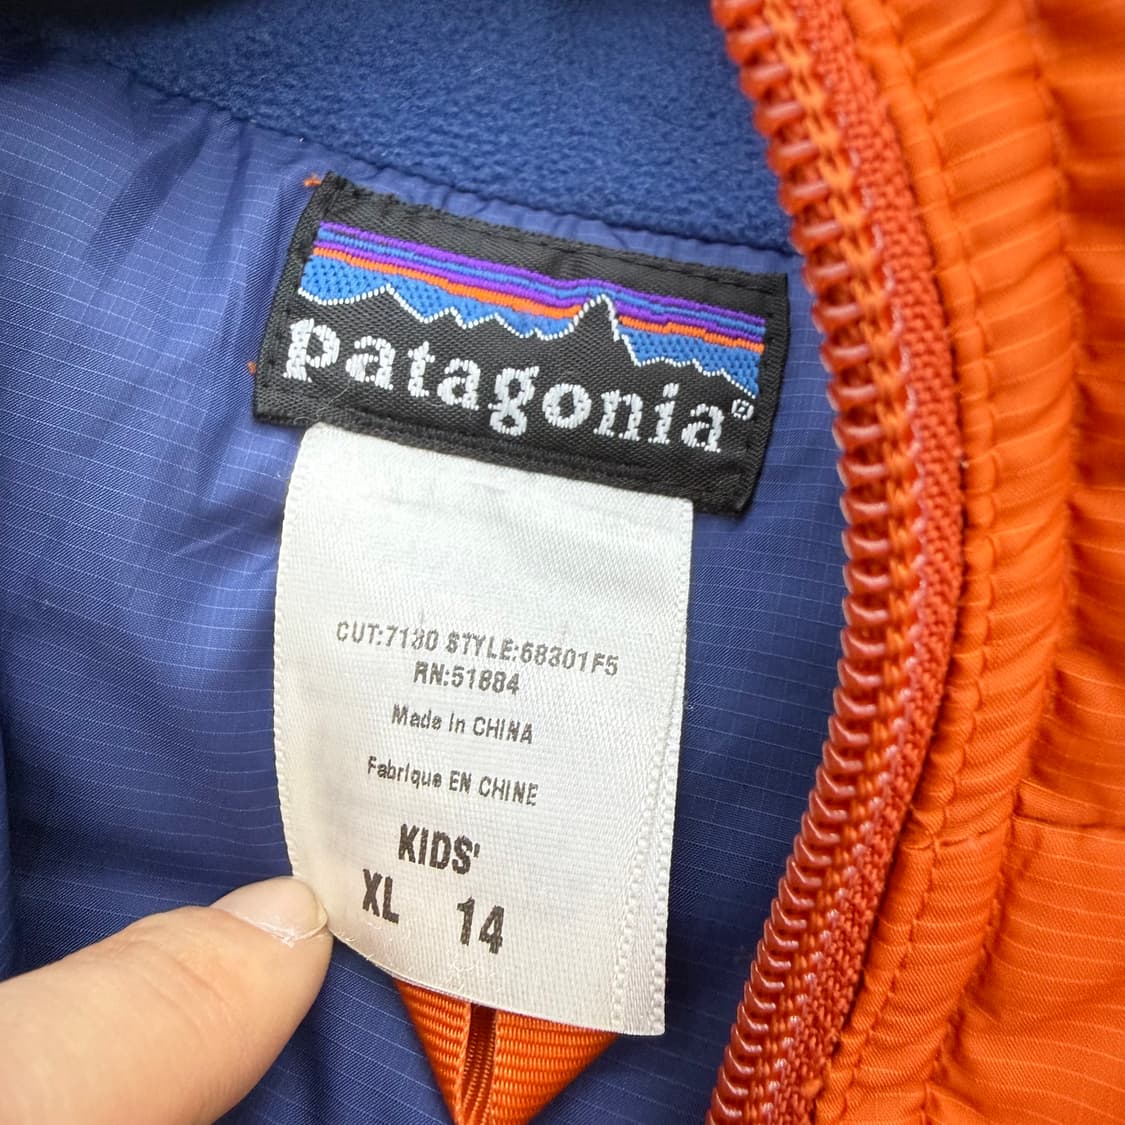 patagonia®
CUT:7130 STYLE:68301F5
RN:51884
Made in CHINA
Fabrique EN CHINE
KIDS'
XL 14